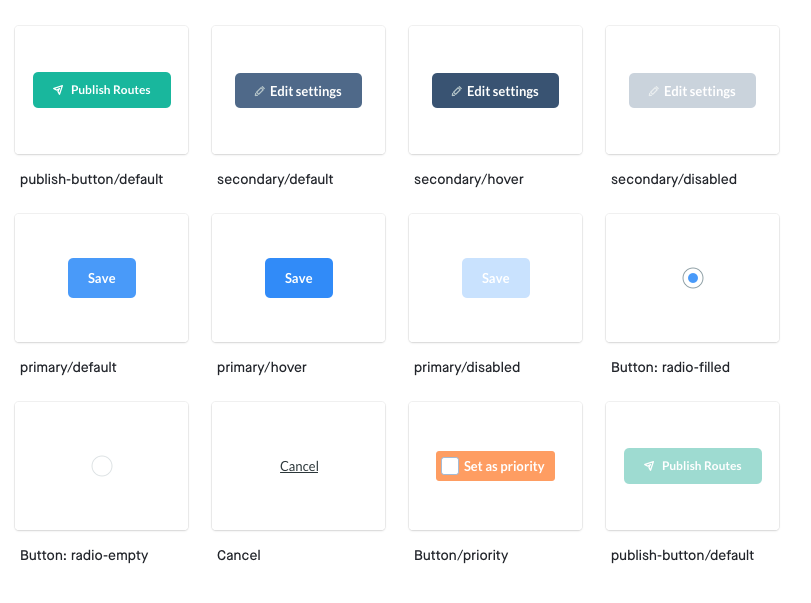 Publish Routes
Edit settings
Edit settings
Edit settings
publish-button/default
secondary/default
secondary/hover
secondary/disabled
Save
Save
Save
primary/default
primary/hover
primary/disabled
Button: radio-filled
Cancel
Set as priority
Publish Routes
Button: radio-empty
Cancel
Button/priority
publish-button/default